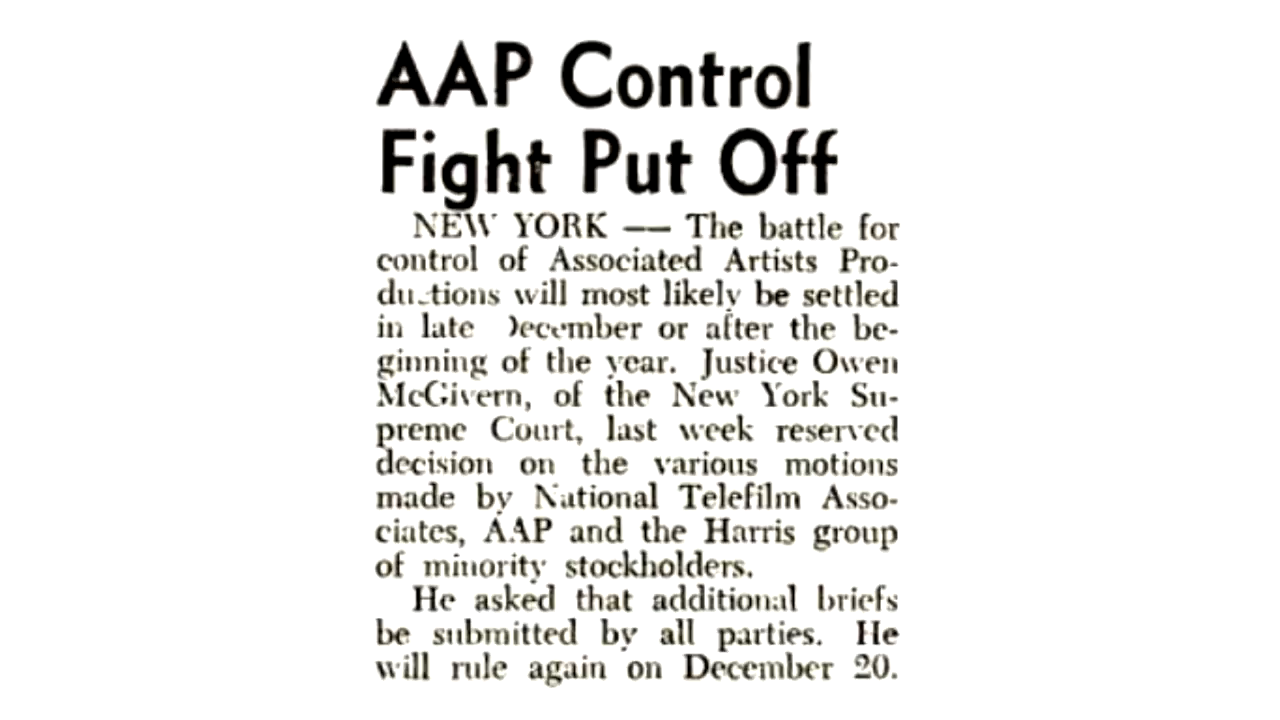 AAP Control
Fight Put Off
NEW YORK — The battle for
control of Associated Artists Pro-
ductions will most likely be settled
in late December or after the be-
ginning of the year. Justice Owen
McGivern, of the New York Su-
preme Court, last week reserved
decision on the various motions
made by National Telefilm Asso-
ciates, AAP and the Harris group
of minority stockholders.
He asked that additional briefs
be submitted by all parties. He
will rule again on December 20.